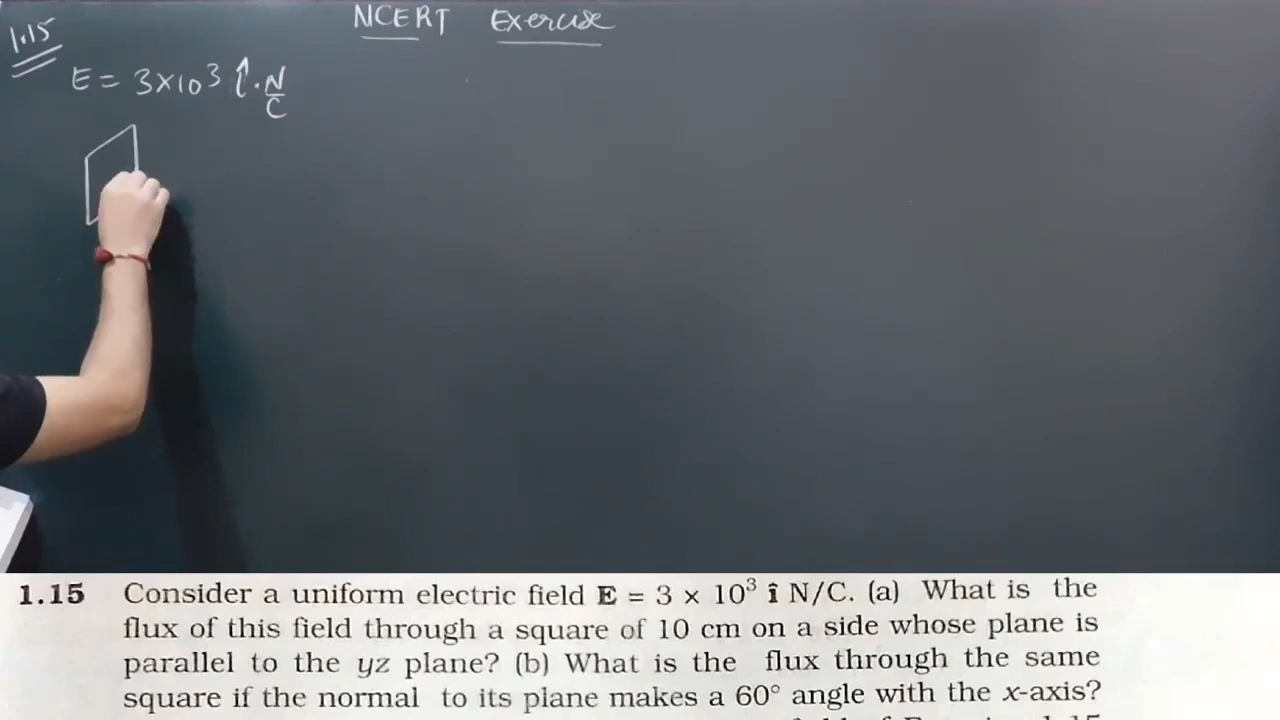 NCERT Exercise
1.15
E = 3×10³ î · N/C
1.15 Consider a uniform electric field E = 3 × 10³ î N/C. (a) What is the
flux of this field through a square of 10 cm on a side whose plane is
parallel to the yz plane? (b) What is the flux through the same
square if the normal to its plane makes a 60° angle with the x-axis?